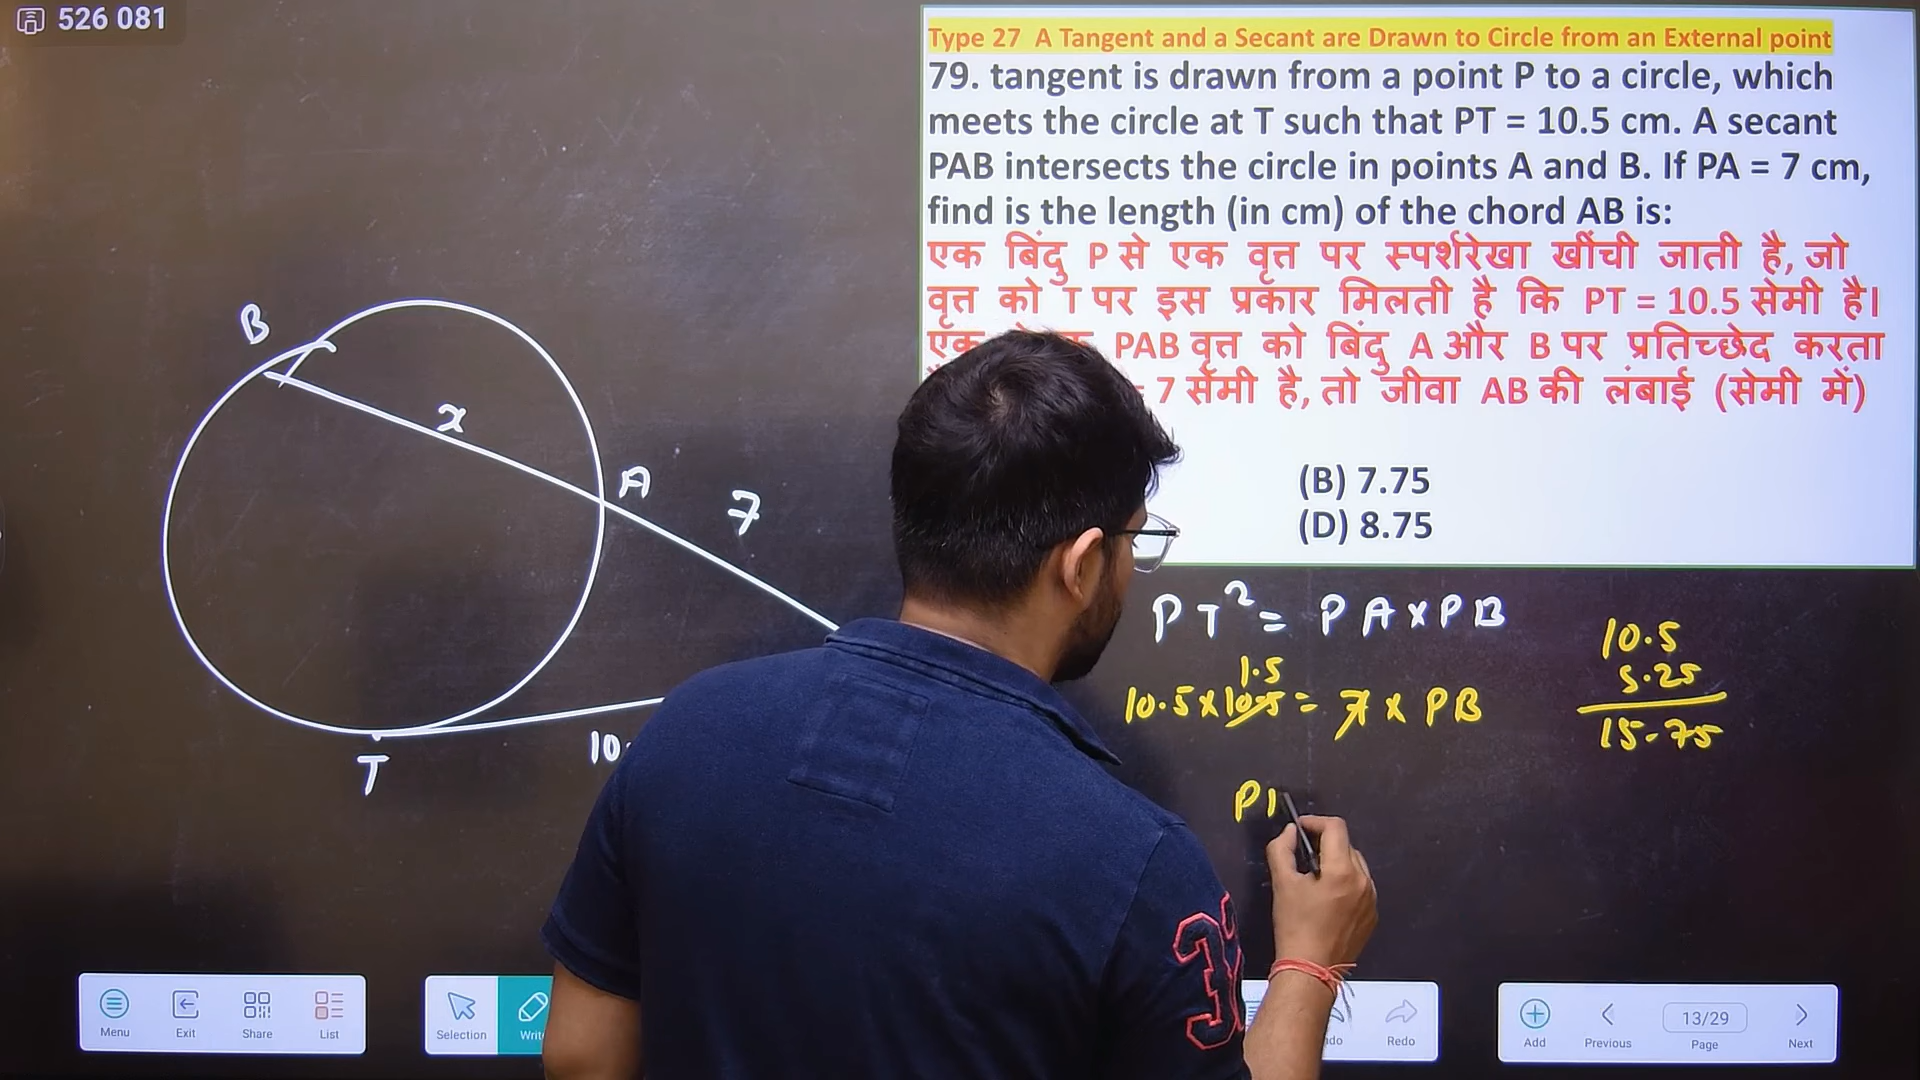 526 081
Type 27 A Tangent and a Secant are Drawn to Circle from an External point
79. tangent is drawn from a point P to a circle, which
meets the circle at T such that PT = 10.5 cm. A secant
PAB intersects the circle in points A and B. If PA = 7 cm,
find is the length (in cm) of the chord AB is:
एक बिंदु P से एक वृत्त पर स्पर्शरेखा खींची जाती है, जो
वृत्त को T पर इस प्रकार मिलती है कि PT = 10.5 सेमी है।
एक PAB वृत्त को बिंदु A और B पर प्रतिच्छेद करता
7 सेमी है, तो जीवा AB की लंबाई (सेमी में)
(B) 7.75
(D) 8.75
B
x
A
7
T
10.
PT² = PA×PB
1.5
10.5×10.5 = 7 × PB
P
10.5
5.25
15.75
Menu
Exit
Share
List
Selection
Write
Redo
Add
Previous
13/29
Page
Next